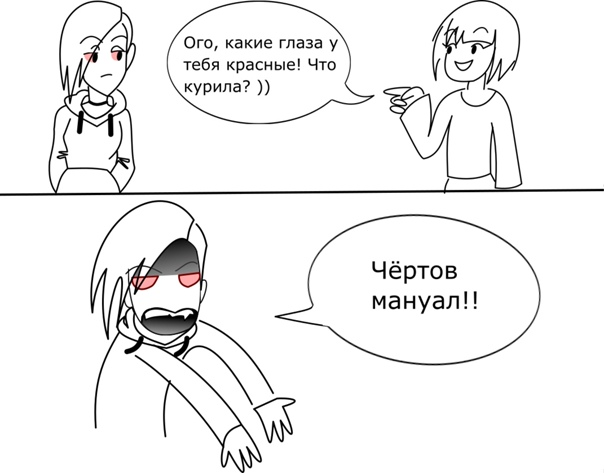 Ого, какие глаза у
тебя красные! Что
курила? ))
Чёртов
мануал!!